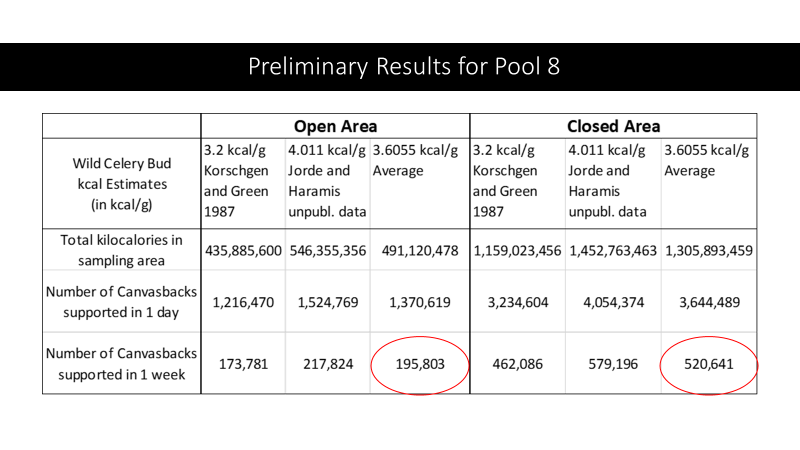 Preliminary Results for Pool 8
Open Area
Closed Area
Wild Celery Bud
kcal Estimates
(in kcal/g)
3.2 kcal/g
Korschgen
and Green
1987
4.011 kcal/g
Jorde and
Haramis
unpubl. data
3.6055 kcal/g
Average
3.2 kcal/g
Korschgen
and Green
1987
4.011 kcal/g
Jorde and
Haramis
unpubl. data
3.6055 kcal/g
Average
Total kilocalories in
sampling area
435,885,600
546,355,356
491,120,478
1,159,023,456
1,452,763,463
1,305,893,459
Number of Canvasbacks
supported in 1 day
1,216,470
1,524,769
1,370,619
3,234,604
4,054,374
3,644,489
Number of Canvasbacks
supported in 1 week
173,781
217,824
195,803
462,086
579,196
520,641